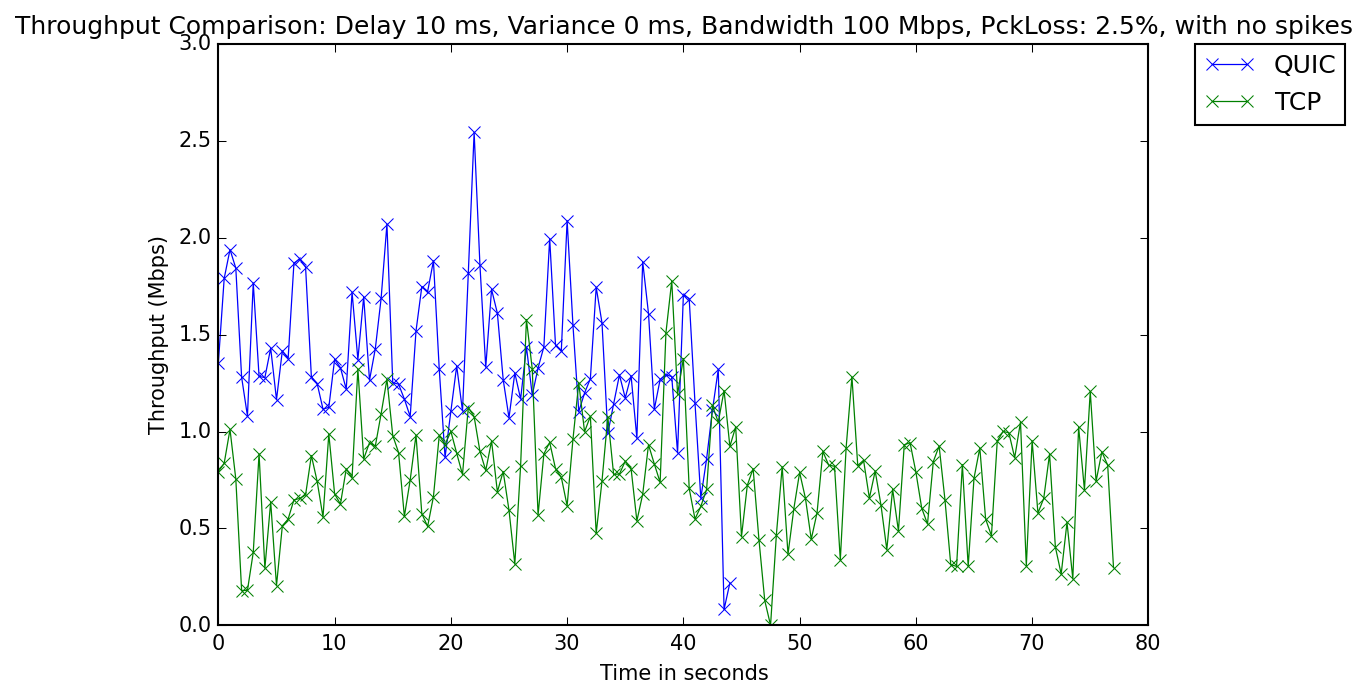 Throughput Comparison: Delay 10 ms, Variance 0 ms, Bandwidth 100 Mbps, PckLoss: 2.5%, with no spikes
QUIC
TCP
Throughput (Mbps)
3.0
2.5
2.0
1.5
1.0
0.5
0.0
0 10 20 30 40 50 60 70 80
Time in seconds